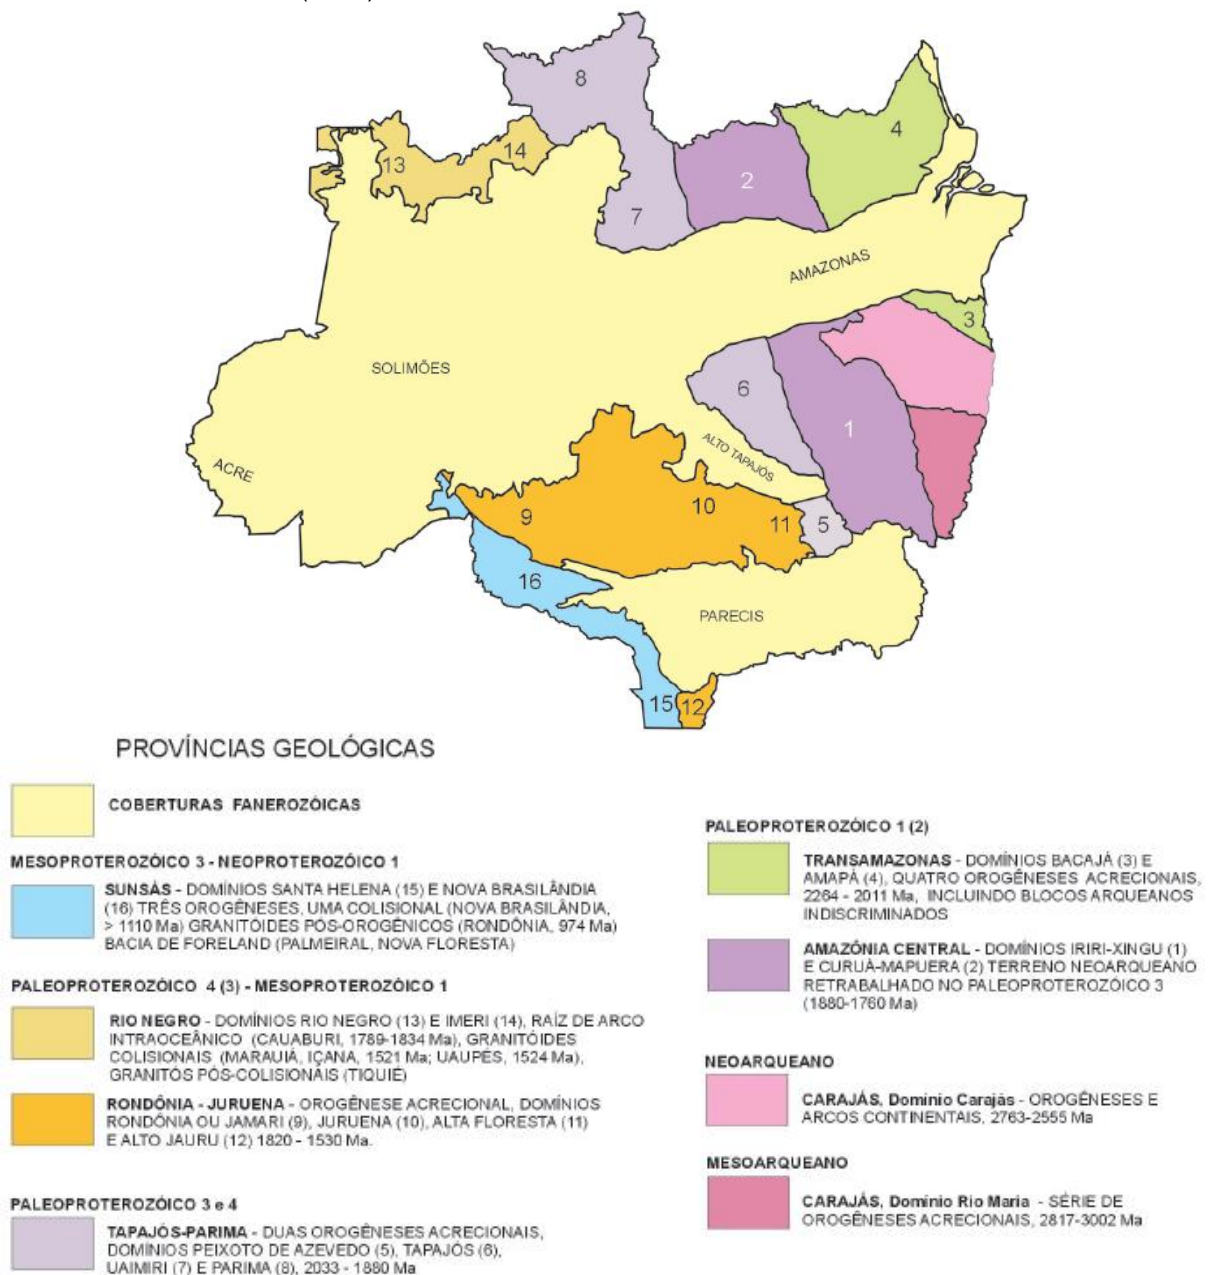 8
4
14
13
2
7
AMAZONAS
3
SOLIMÕES
6
1
ALTO TAPAJÓS
ACRE
10
9
11
5
16
PARECIS
15
12
PROVÍNCIAS GEOLÓGICAS
COBERTURAS FANEROZÓICAS
MESOPROTEROZÓICO 3 - NEOPROTEROZÓICO 1
SUNSÁS - DOMÍNIOS SANTA HELENA (15) E NOVA BRASILÂNDIA
(16) TRÊS OROGÊNESES, UMA COLISIONAL (NOVA BRASILÂNDIA,
> 1110 Ma) GRANITÓIDES PÓS-OROGÊNICOS (RONDÔNIA, 974 Ma)
BACIA DE FORELAND (PALMEIRAL, NOVA FLORESTA)
PALEOPROTEROZÓICO 4 (3) - MESOPROTEROZÓICO 1
RIO NEGRO - DOMÍNIOS RIO NEGRO (13) E IMERI (14), RAÍZ DE ARCO
INTRAOCEÂNICO (CAUABURI, 1789-1834 Ma), GRANITÓIDES
COLISIONAIS (MARAUIÁ, IÇANA, 1521 Ma; UAUPÉS, 1524 Ma),
GRANITÓS PÓS-COLISIONAIS (TIQUIÉ)
RONDÔNIA - JURUENA - OROGÊNESE ACRECIONAL, DOMÍNIOS
RONDÔNIA OU JAMARI (9), JURUENA (10), ALTA FLORESTA (11)
E ALTO JAURU (12) 1820 - 1530 Ma.
PALEOPROTEROZÓICO 3 e 4
TAPAJÓS-PARIMA - DUAS OROGÊNESES ACRECIONAIS,
DOMÍNIOS PEIXOTO DE AZEVEDO (5), TAPAJÓS (6),
UAIMIRI (7) E PARIMA (8), 2033 - 1880 Ma
PALEOPROTEROZÓICO 1 (2)
TRANSAMAZONAS - DOMÍNIOS BACAJÁ (3) E
AMAPÁ (4), QUATRO OROGÊNESES ACRECIONAIS,
2264 - 2011 Ma, INCLUINDO BLOCOS ARQUEANOS
INDISCRIMINADOS
AMAZÔNIA CENTRAL - DOMÍNIOS IRIRI-XINGU (1)
E CURUÁ-MAPUERA (2) TERRENO NEOARQUEANO
RETRABALHADO NO PALEOPROTEROZÓICO 3
(1880-1760 Ma)
NEOARQUEANO
CARAJÁS, Domínio Carajás - OROGÊNESES E
ARCOS CONTINENTAIS, 2763-2555 Ma
MESOARQUEANO
CARAJÁS, Domínio Rio Maria - SÉRIE DE
OROGÊNESES ACRECIONAIS, 2817-3002 Ma